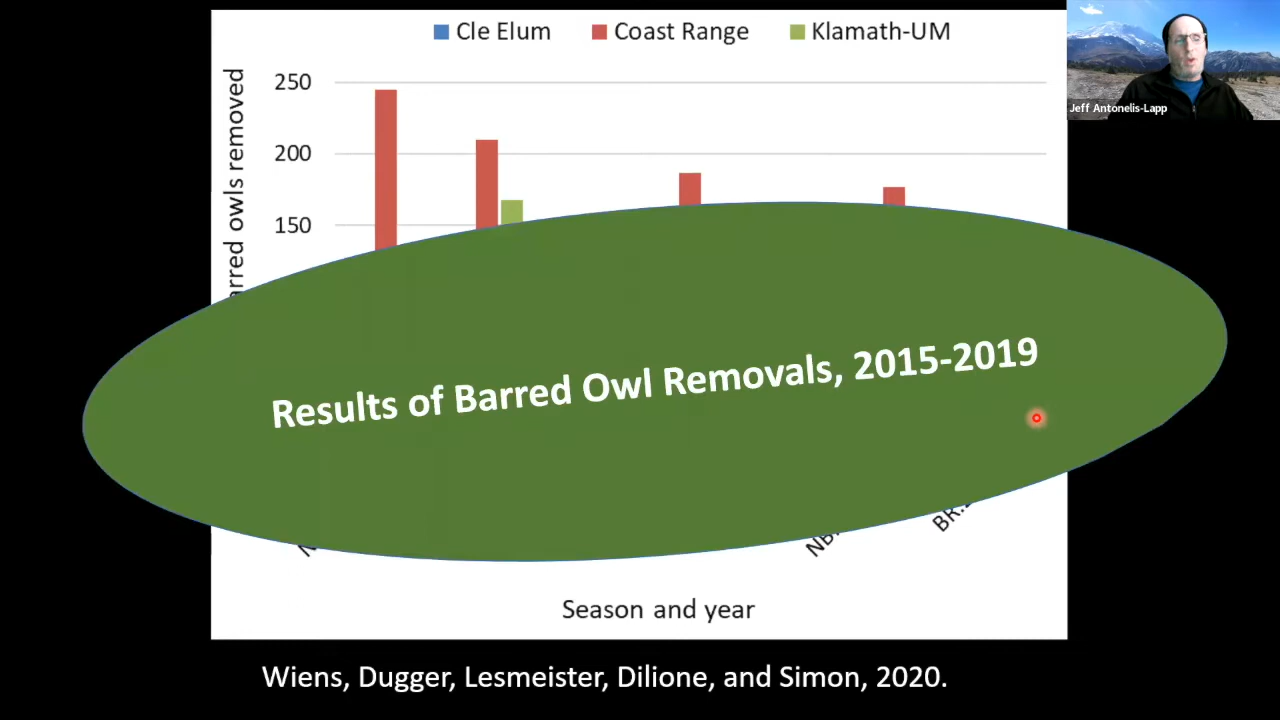 Cle Elum Coast Range Klamath-UM
Jeff Antonelis-Lapp
250
200
150
Results of Barred Owl Removals, 2015-2019
Season and year
Wiens, Dugger, Lesmeister, Dilione, and Simon, 2020.
owls removed